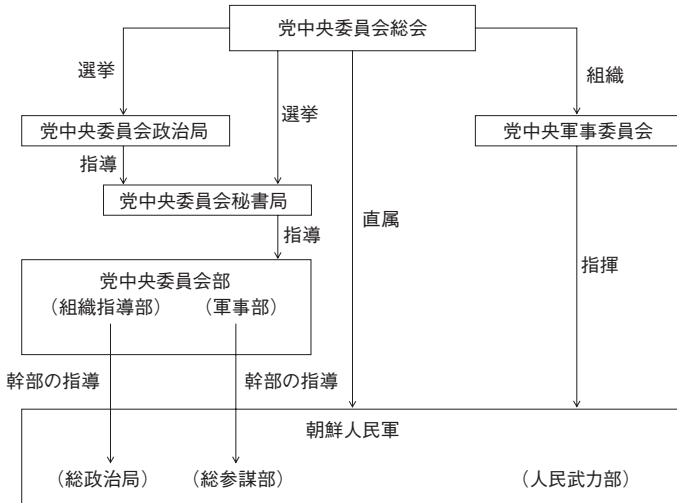 党中央委員会総会
選挙
組織
選挙
党中央委員会政治局
党中央軍事委員会
指導
党中央委員会秘書局
直属
指導
指揮
党中央委員会部
（組織指導部）　（軍事部）
幹部の指導
幹部の指導
朝鮮人民軍
（総政治局）　（総参謀部）　（人民武力部）